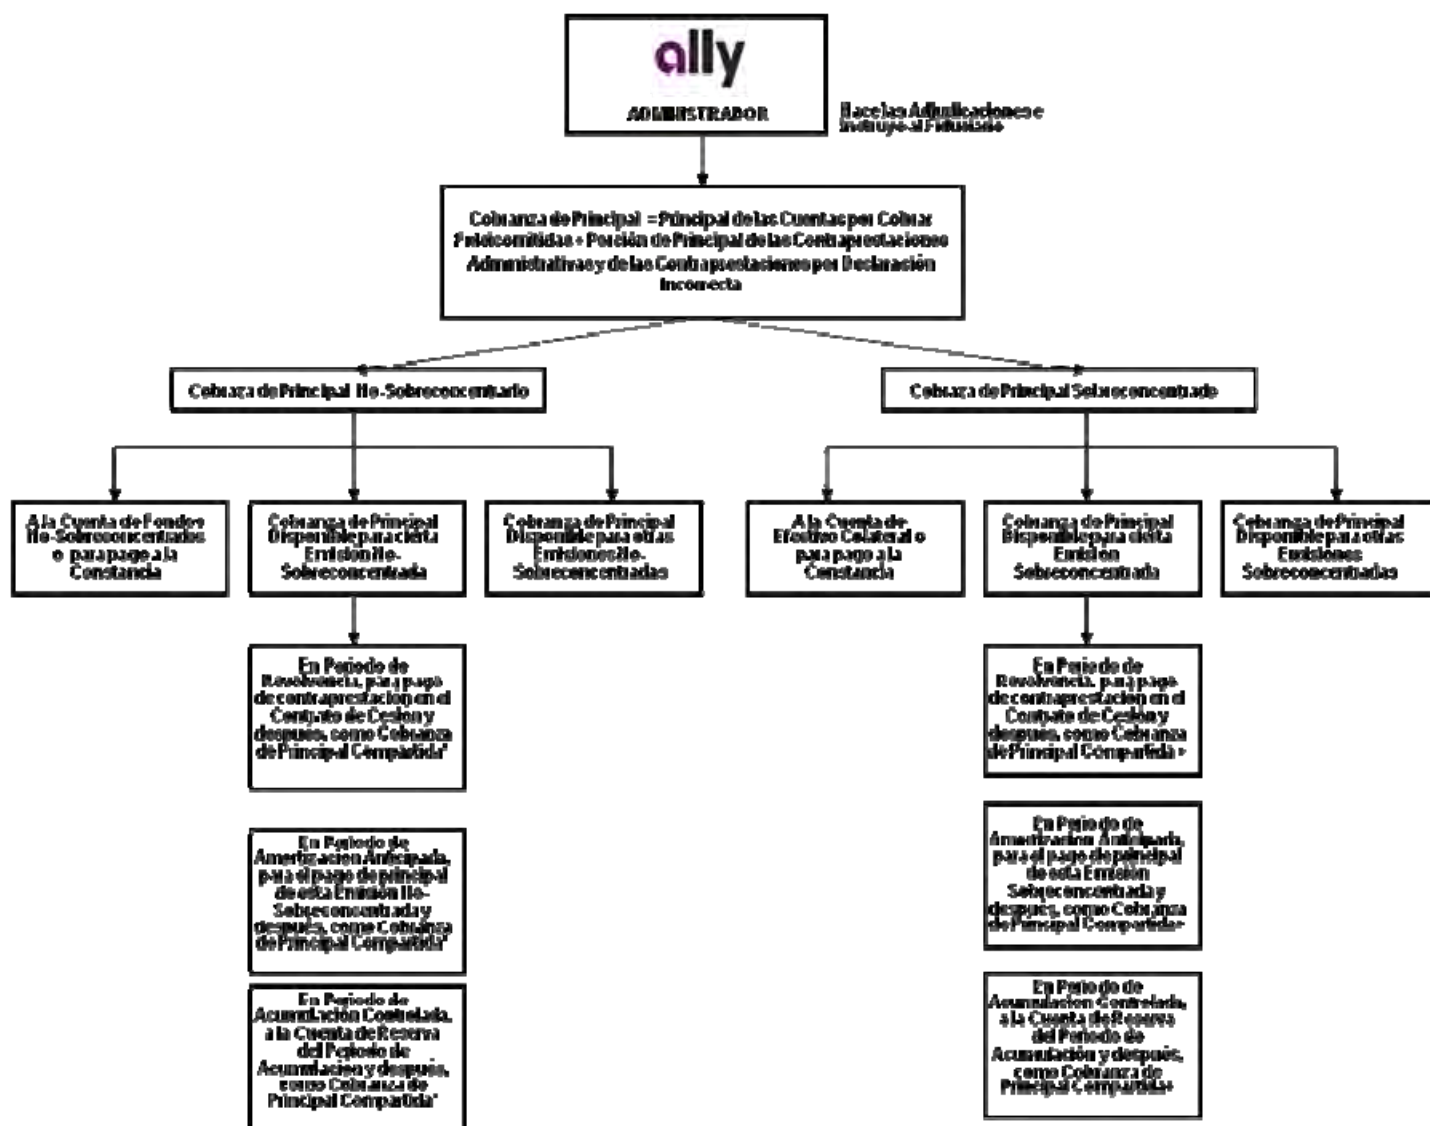 ally
ADMINISTRADOR
Hace las Adjudicaciones e
Instruye al Fiduciario
Cobranza de Principal = Principal de las Cuentas por Cobrar
Fideicomitidas + Porción de Principal de las Contraprestaciones
Administrativas y de las Contraprestaciones por Declaración
Incorrecta
Cobraza de Principal No-Sobreconcentrado
Cobraza de Principal Sobreconcentrado
A la Cuenta de Fondos
No-Sobreconcentrados
o para pago a la
Constancia
Cobranza de Principal
Disponible para cierta
Emisión No-
Sobreconcentrada
Cobranza de Principal
Disponible para otras
Emisiones No-
Sobreconcentradas
A la Cuenta de
Efectivo Colateral o
para pago a la
Constancia
Cobranza de Principal
Disponible para cierta
Emisión
Sobreconcentrada
Cobranza de Principal
Disponible para otras
Emisiones
Sobreconcentradas
En Periodo de
Revolvencia, para pago
de contraprestación en el
Contrato de Cesión y
después, como Cobranza
de Principal Compartida*
En Periodo de
Revolvencia, para pago
de contraprestación en el
Contrato de Cesión y
después, como Cobranza
de Principal Compartida +
En Periodo de
Amortización Anticipada,
para el pago de principal
de esta Emisión No-
Sobreconcentrada y
después, como Cobranza
de Principal Compartida*
En Periodo de
Amortización Anticipada,
para el pago de principal
de esta Emisión
Sobreconcentrada y
después, como Cobranza
de Principal Compartida+
En Periodo de
Acumulación Controlada,
a la Cuenta de Reserva
del Periodo de
Acumulación y después,
como Cobranza de
Principal Compartida*
En Periodo de
Acumulación Controlada,
a la Cuenta de Reserva
del Periodo de
Acumulación y después,
como Cobranza de
Principal Compartida+